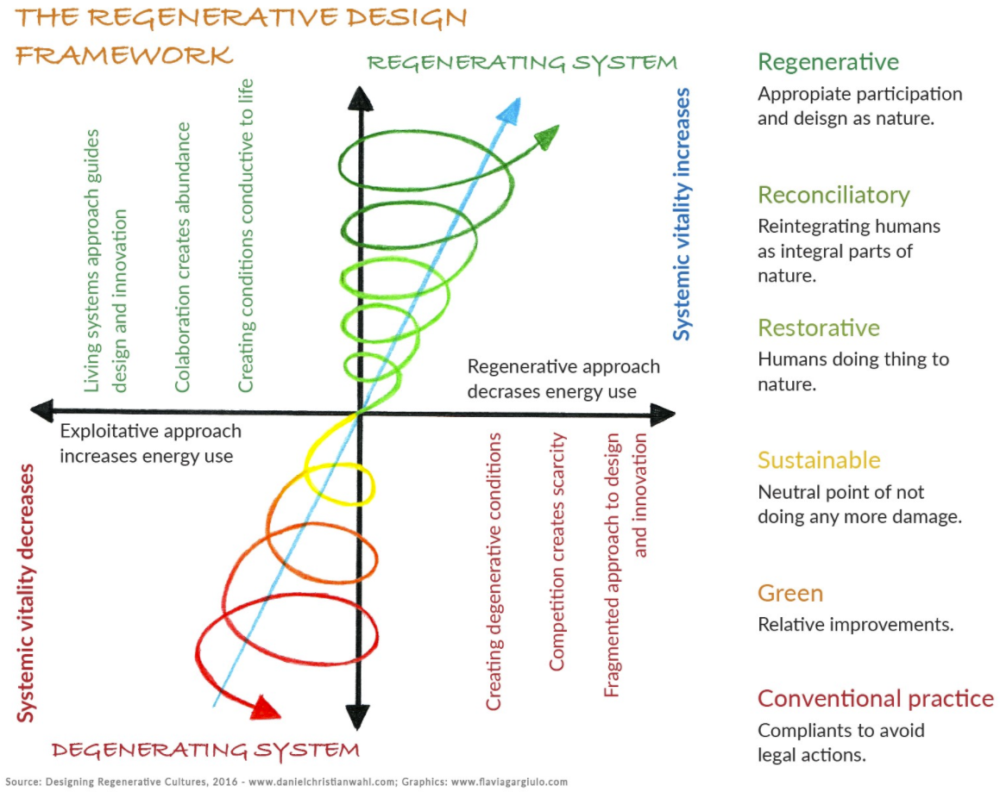 THE REGENERATIVE DESIGN
FRAMEWORK
REGENERATING SYSTEM
Living systems approach guides
design and innovation
Colaboration creates abundance
Creating conditions conductive to life
Systemic vitality increases
Regenerative approach
decrases energy use
Exploitative approach
increases energy use
Systemic vitality decreases
Creating degenerative conditions
Competition creates scarcity
Fragmented approach to design
and innovation
DEGENERATING SYSTEM
Regenerative
Appropiate participation
and deisgn as nature.
Reconciliatory
Reintegrating humans
as integral parts of
nature.
Restorative
Humans doing thing to
nature.
Sustainable
Neutral point of not
doing any more damage.
Green
Relative improvements.
Conventional practice
Compliants to avoid
legal actions.
Source: Designing Regenerative Cultures, 2016 - www.danielchristianwahl.com; Graphics: www.flaviagargiulo.com